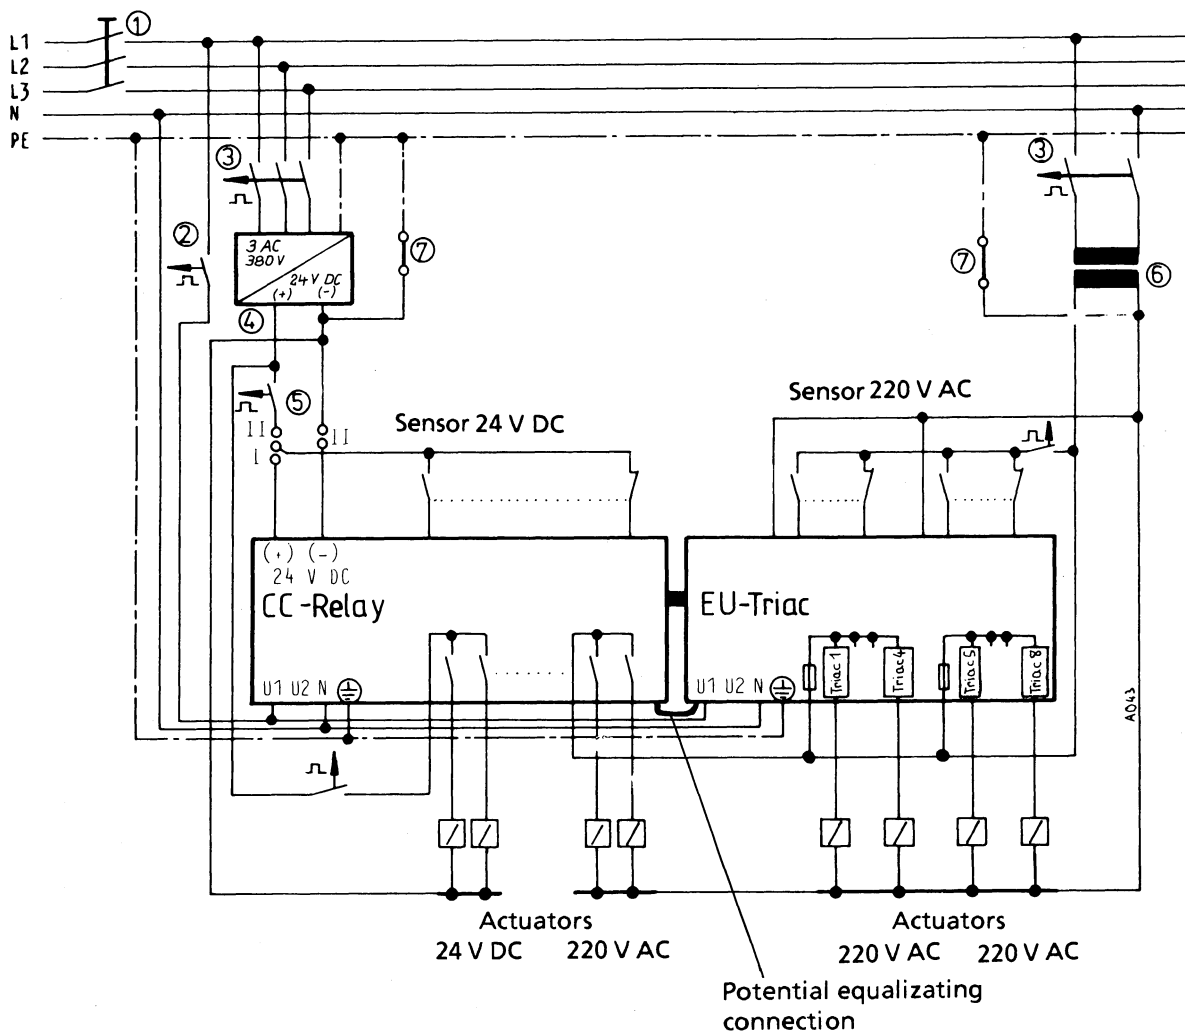 ①
L1
L2
L3
N
PE
③
③
②
3 AC
380 V
24 V DC
(+) (-)
⑦
⑦
⑥
④
⑤
II
II
I
Sensor 24 V DC
Sensor 220 V AC
(+) (-)
24 V DC
CC-Relay
EU-Triac
Triac 1
Triac 4
Triac 5
Triac 8
U1 U2 N
U1 U2 N
A043
Actuators
24 V DC 220 V AC
Actuators
220 V AC 220 V AC
Potential equalizating
connection